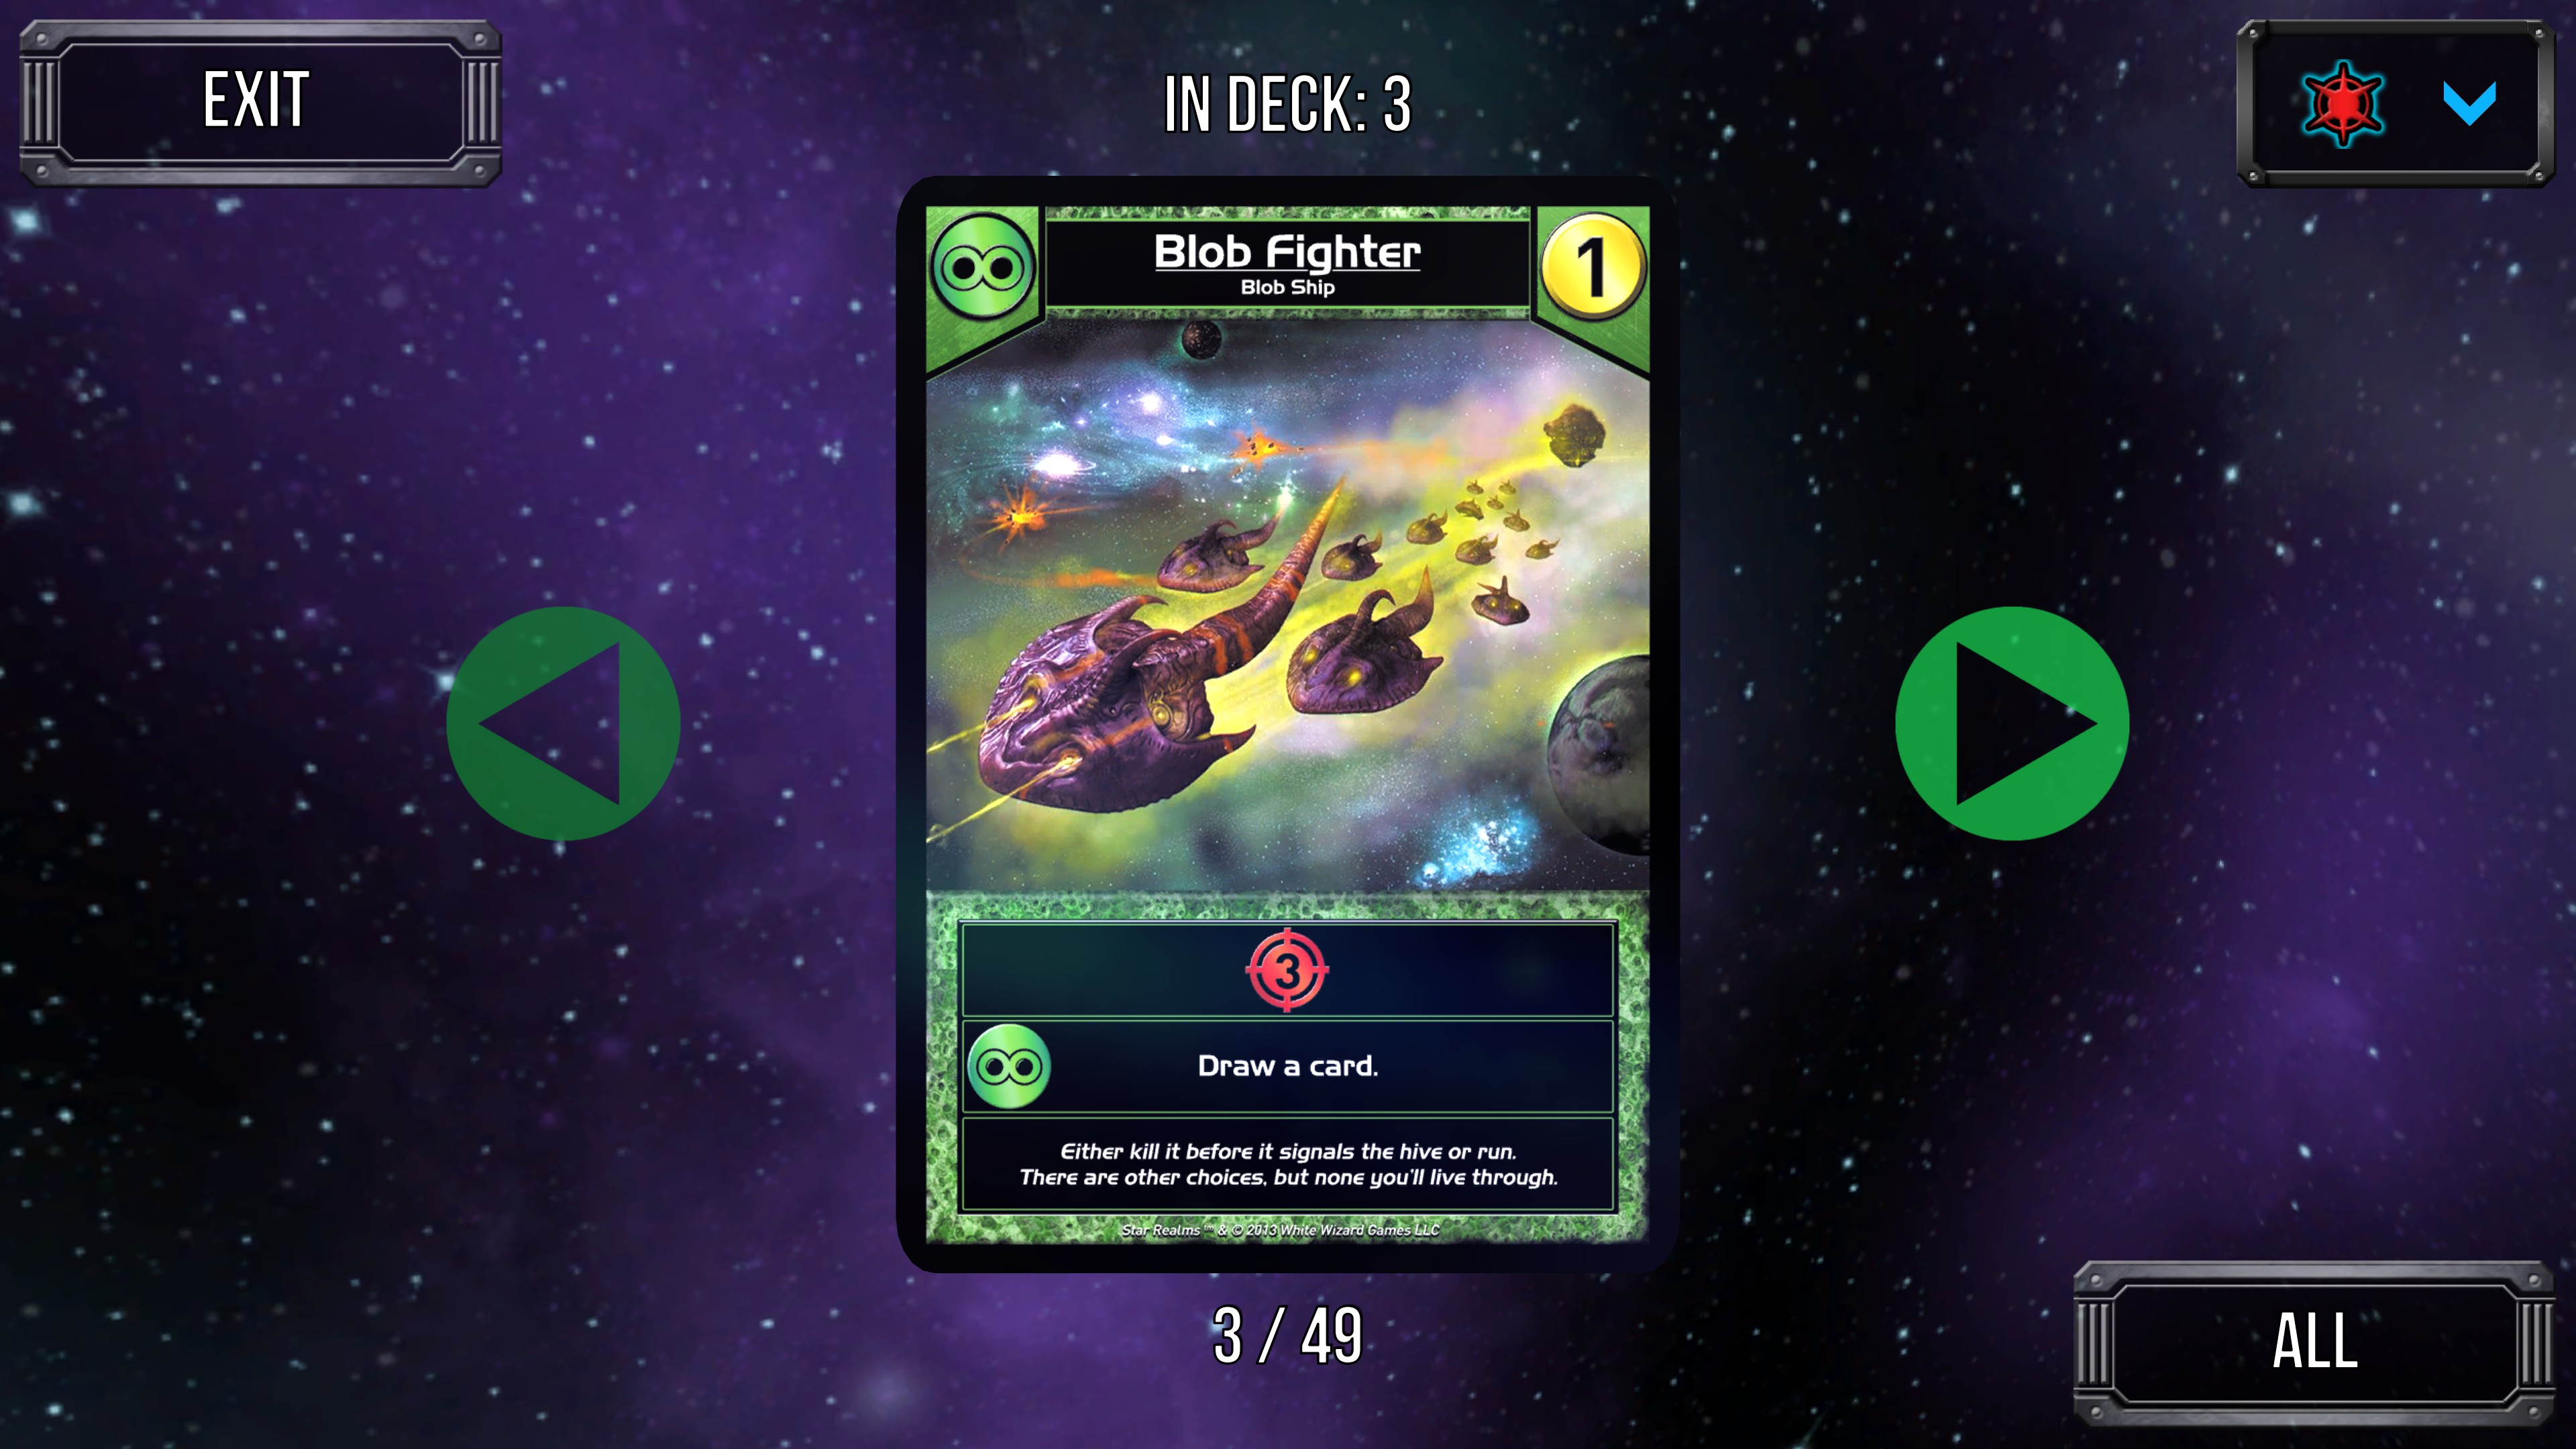 EXIT
IN DECK: 3
Blob Fighter
Blob Ship
1
3
Draw a card.
Either kill it before it signals the hive or run.
There are other choices, but none you'll live through.
Star Realms ™ & © 2013 White Wizard Games LLC
3 / 49
ALL